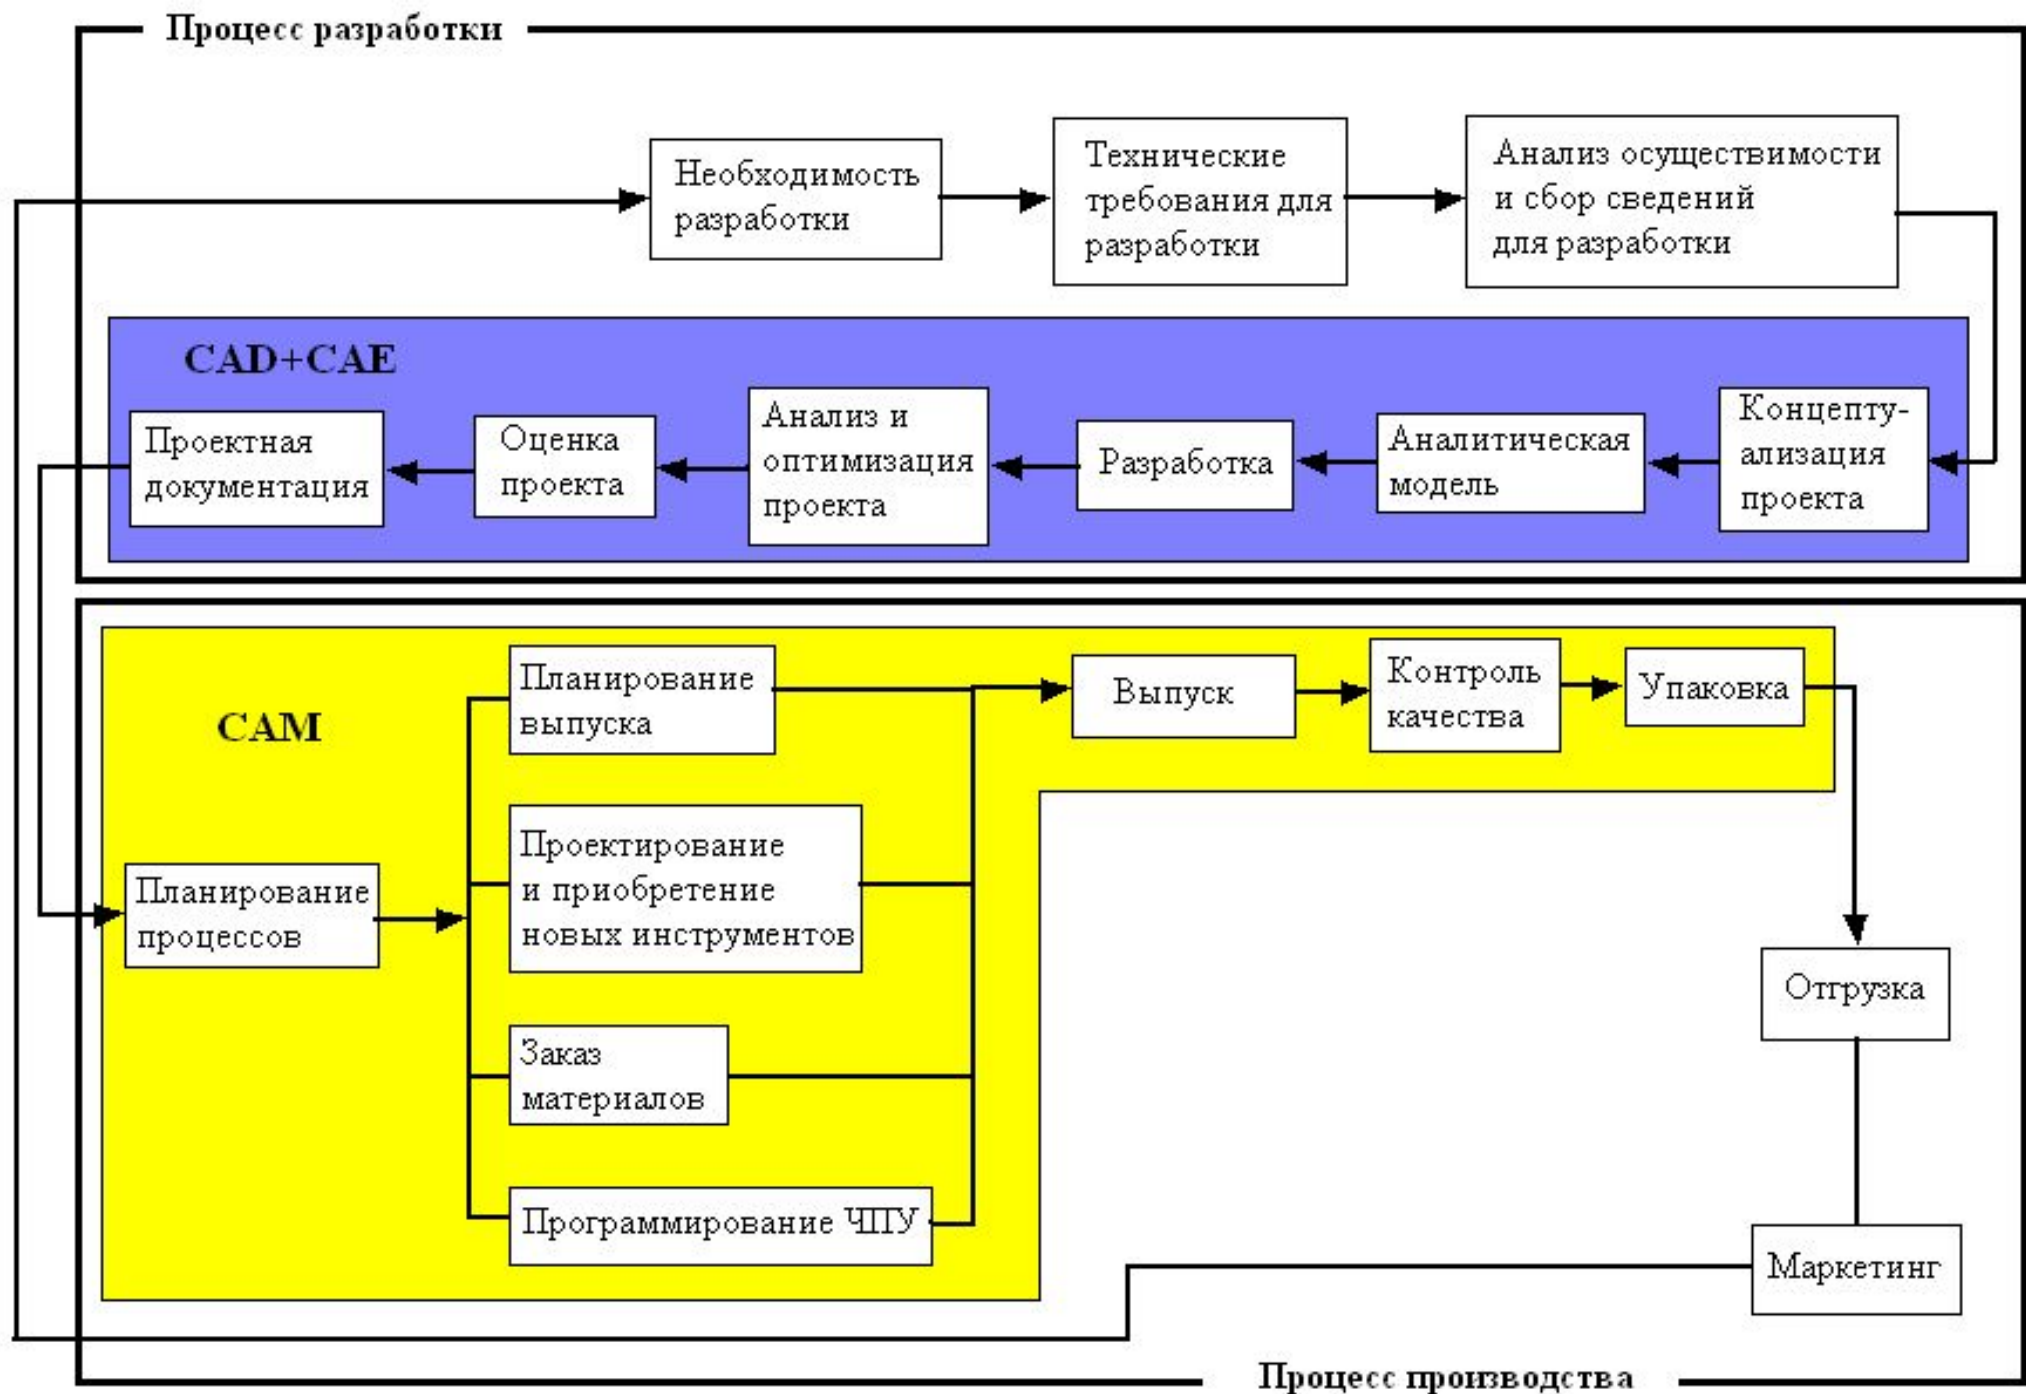 Процесс разработки
Необходимость
разработки
Технические
требования для
разработки
Анализ осуществимости
и сбор сведений
для разработки
CAD+CAE
Проектная
документация
Оценка
проекта
Анализ и
оптимизация
проекта
Разработка
Аналитическая
модель
Концепту-
ализация
проекта
CAM
Планирование
процессов
Планирование
выпуска
Проектирование
и приобретение
новых инструментов
Заказ
материалов
Программирование ЧПУ
Выпуск
Контроль
качества
Упаковка
Отгрузка
Маркетинг
Процесс производства